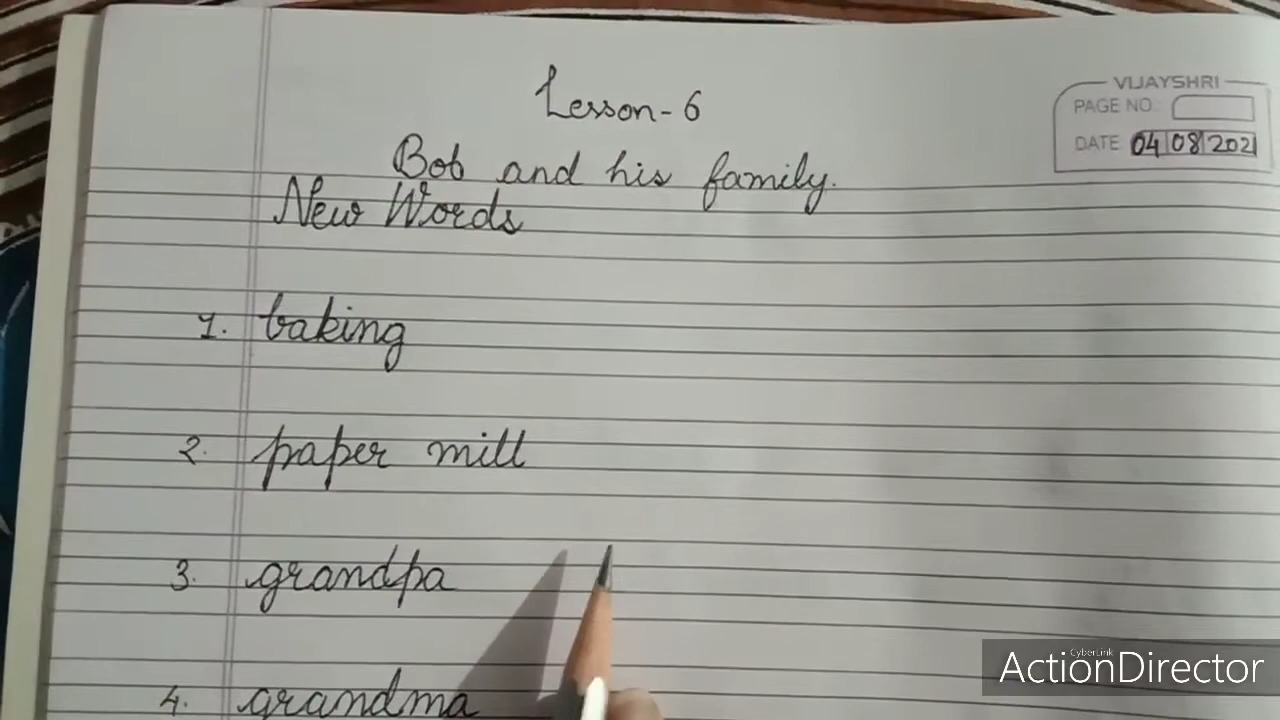 Lesson - 6
VIJAYSHRI
PAGE NO.
DATE 04 08 2021
Bob and his family.
New Words
1. baking
2. paper mill
3. grandpa
4. grandma
CyberLink
ActionDirector